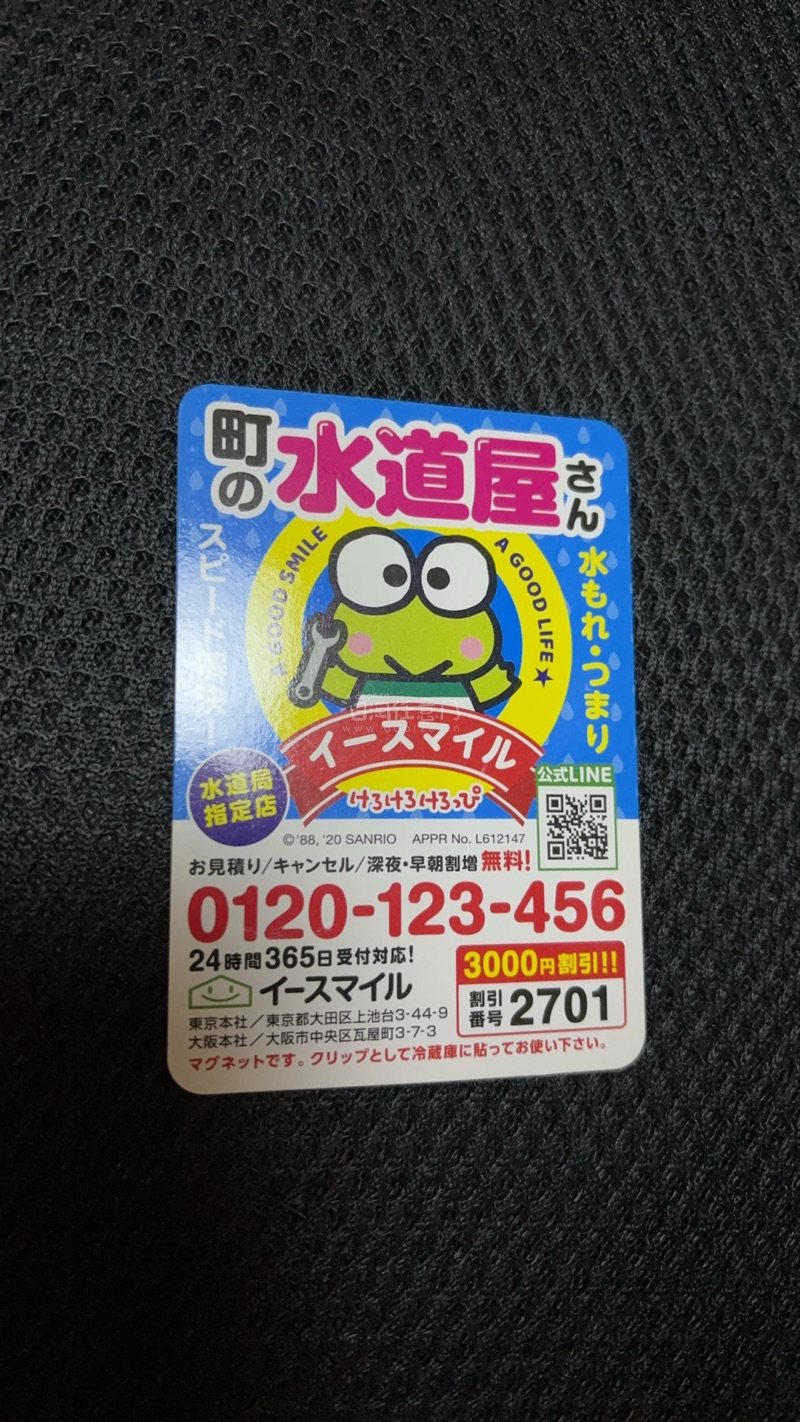 町の水道屋さん
水もれ・つまり
スピード
A GOOD SMILE
A GOOD LIFE ★
イースマイル
けろけろけろっぴ
水道局
指定店
公式LINE
©'88, '20 SANRIO APPR No. L612147
お見積り/キャンセル/深夜・早朝割増無料!
0120-123-456
24時間365日受付対応!
3000円割引!!
イースマイル
割引
番号 2701
東京本社/東京都大田区上池台3-44-9
大阪本社/大阪市中央区瓦屋町3-7-3
マグネットです。クリップとして冷蔵庫に貼ってお使い下さい。